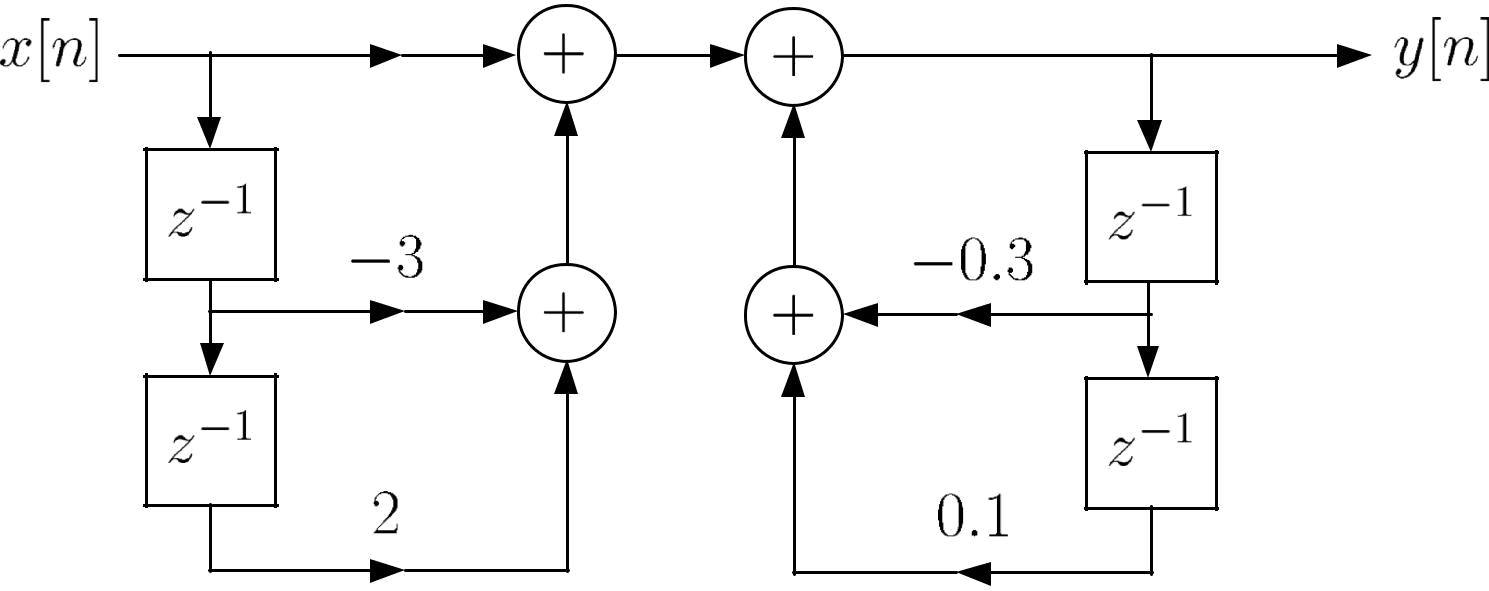 x[n] + + y[n]
z⁻¹ z⁻¹
−3 −0.3
+ +
z⁻¹ z⁻¹
2 0.1